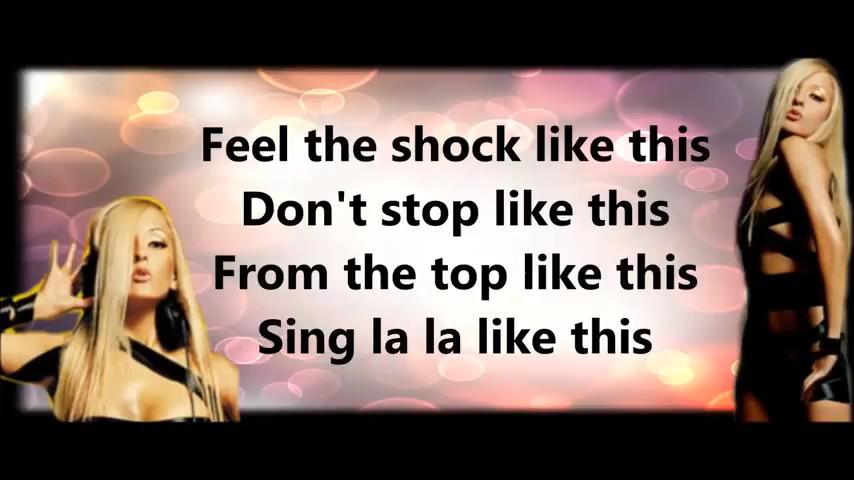 Feel the shock like this
Don't stop like this
From the top like this
Sing la la like this